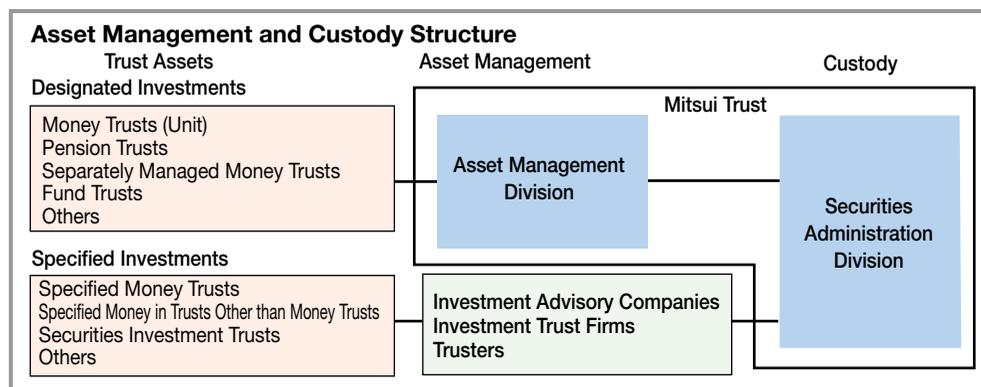 Asset Management and Custody Structure
Trust Assets
Asset Management
Custody
Designated Investments
Mitsui Trust
Money Trusts (Unit)
Pension Trusts
Separately Managed Money Trusts
Fund Trusts
Others
Asset Management
Division
Securities
Administration
Division
Specified Investments
Specified Money Trusts
Specified Money in Trusts Other than Money Trusts
Securities Investment Trusts
Others
Investment Advisory Companies
Investment Trust Firms
Trusters